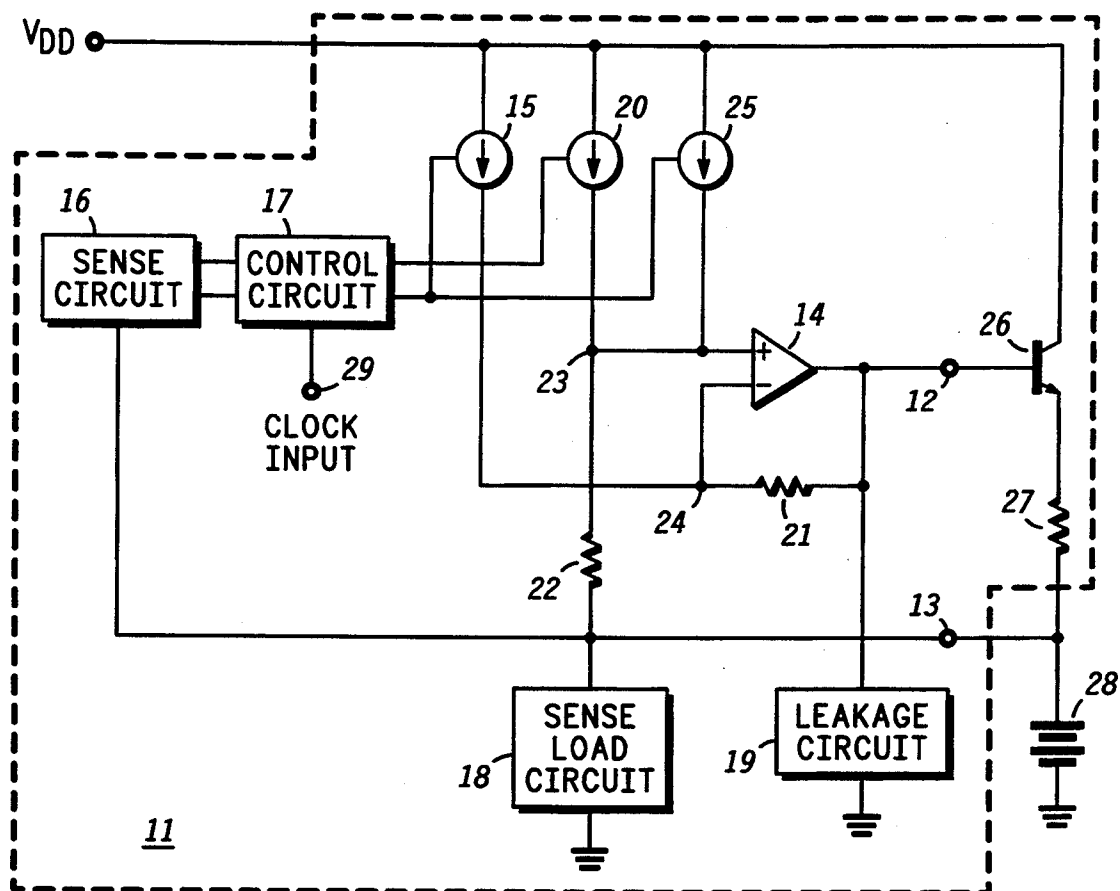 VDD
15
20
25
16
17
SENSE
CIRCUIT
CONTROL
CIRCUIT
14
26
23
29
12
CLOCK
INPUT
24
21
27
22
13
28
SENSE
LOAD
CIRCUIT
LEAKAGE
CIRCUIT
18
19
11